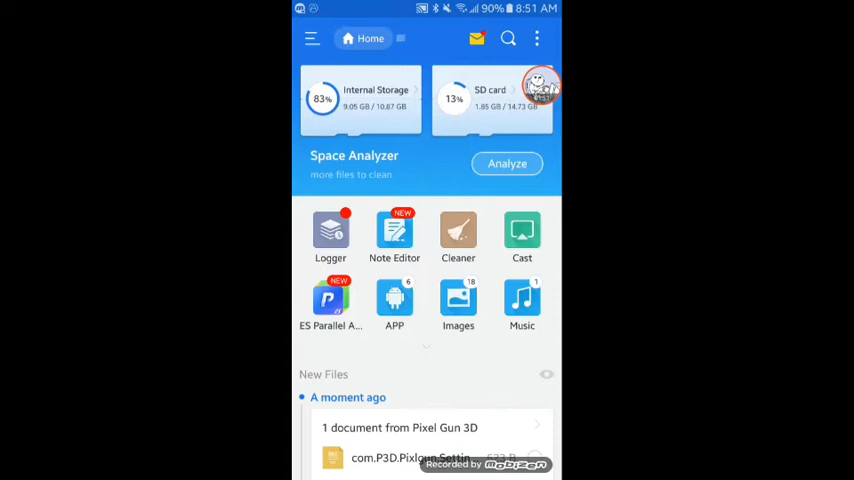 90% 8:51 AM
Home
83%
Internal Storage
9.05 GB / 10.87 GB
13%
SD card
1.85 GB / 14.73 GB
Space Analyzer
more files to clean
Analyze
NEW
Logger
Note Editor
Cleaner
Cast
NEW
6
18
1
ES Parallel A...
APP
Images
Music
New Files
A moment ago
1 document from Pixel Gun 3D
com.P3D.Pixlgun.Settin...
Recorded by mobizen